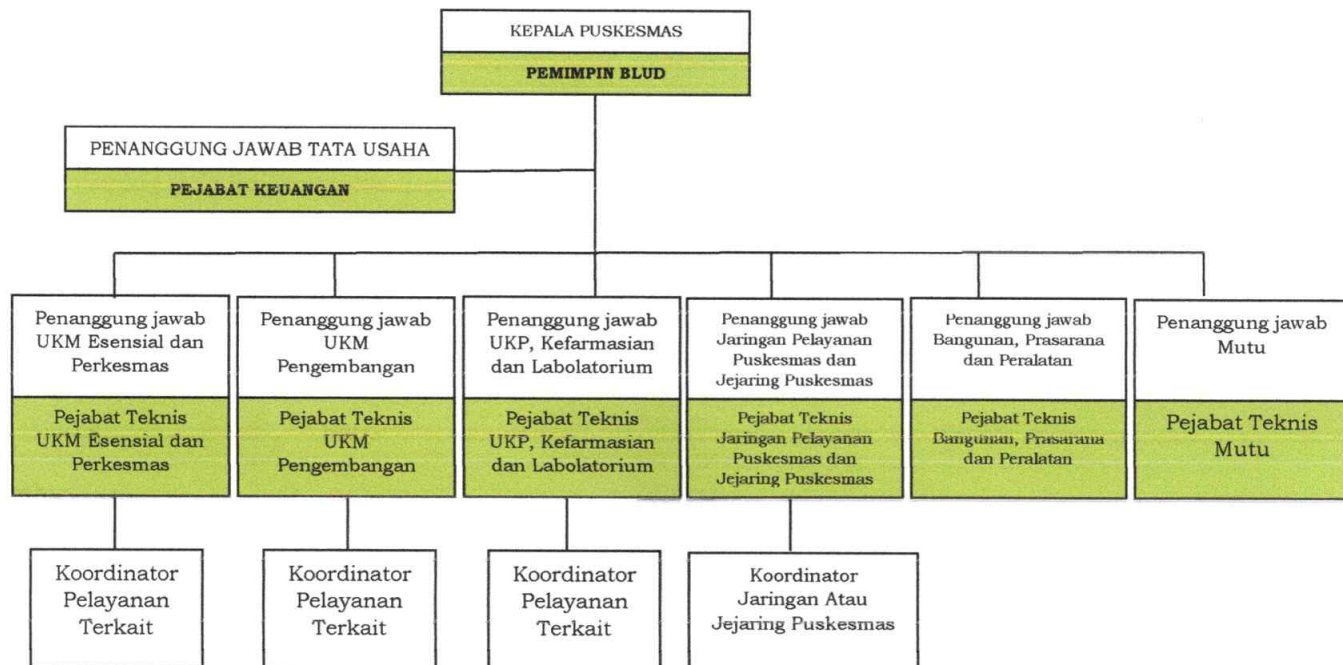 KEPALA PUSKESMAS
PEMIMPIN BLUD
PENANGGUNG JAWAB TATA USAHA
PEJABAT KEUANGAN
Penanggung jawab
UKM Esensial dan
Perkesmas
Pejabat Teknis
UKM Esensial dan
Perkesmas
Penanggung jawab
UKM
Pengembangan
Pejabat Teknis
UKM
Pengembangan
Penanggung jawab
UKP, Kefarmasian
dan Labolatorium
Pejabat Teknis
UKP, Kefarmasian
dan Labolatorium
Penanggung jawab
Jaringan Pelayanan
Puskesmas dan
Jejaring Puskesmas
Pejabat Teknis
Jaringan Pelayanan
Puskesmas dan
Jejaring Puskesmas
Penanggung jawab
Bangunan, Prasarana
dan Peralatan
Pejabat Teknis
Bangunan, Prasarana
dan Peralatan
Penanggung jawab
Mutu
Pejabat Teknis
Mutu
Koordinator
Pelayanan
Terkait
Koordinator
Pelayanan
Terkait
Koordinator
Pelayanan
Terkait
Koordinator
Jaringan Atau
Jejaring Puskesmas